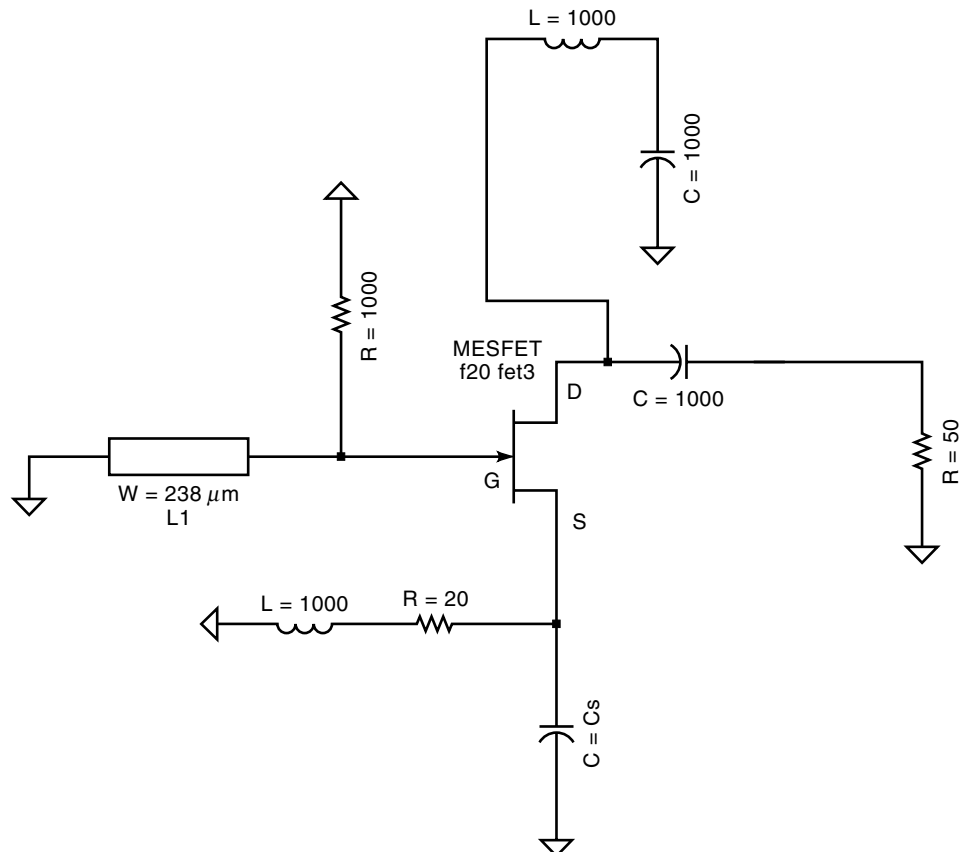 L = 1000
C = 1000
R = 1000
MESFET
f20 fet3
D
C = 1000
R = 50
G
W = 238 μm
L1
S
L = 1000
R = 20
C = Cs